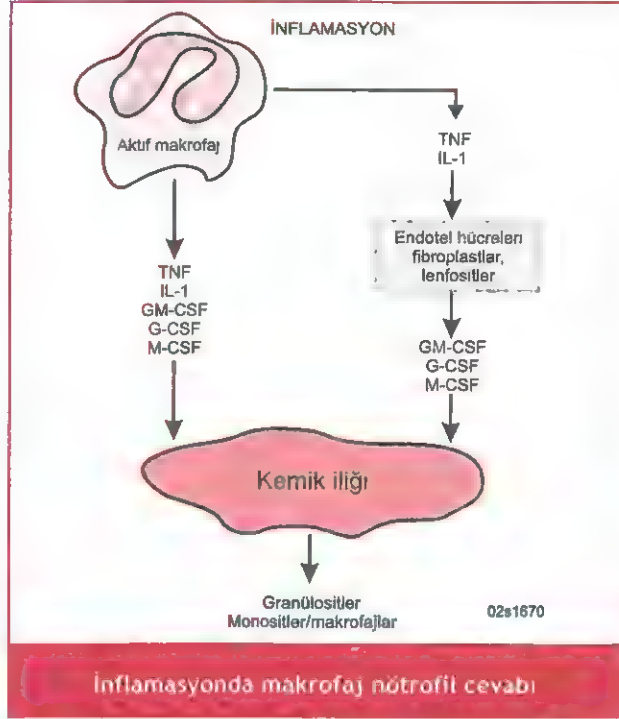 İNFLAMASYON
Aktif makrofaj
TNF
IL-1
GM-CSF
G-CSF
M-CSF
TNF
IL-1
Endotel hücreleri
fibroplastlar,
lenfositler
GM-CSF
G-CSF
M-CSF
Kemik iliği
Granülositler
Monositler/makrofajlar
02s1670
İnflamasyonda makrofaj nötrofil cevabı